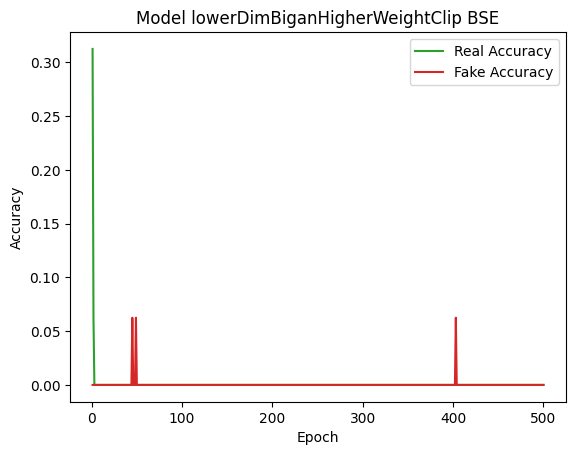 Model lowerDimBiganHigherWeightClip BSE
Real Accuracy
Fake Accuracy
Accuracy
0.30
0.25
0.20
0.15
0.10
0.05
0.00
0 100 200 300 400 500
Epoch